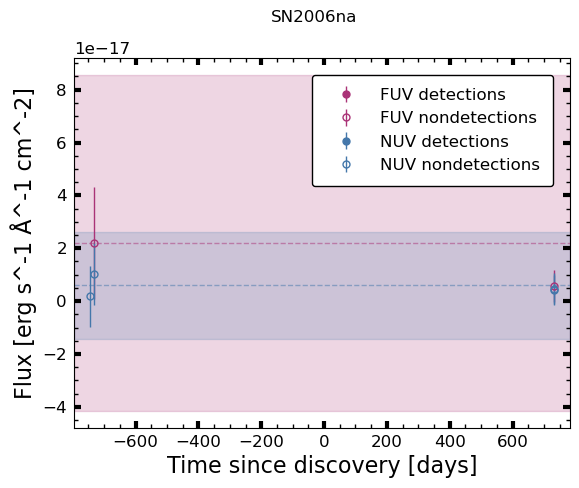 SN2006na
1e−17
FUV detections
FUV nondetections
NUV detections
NUV nondetections
8
6
4
2
0
−2
−4
Flux [erg s^-1 Å^-1 cm^-2]
−600 −400 −200 0 200 400 600
Time since discovery [days]